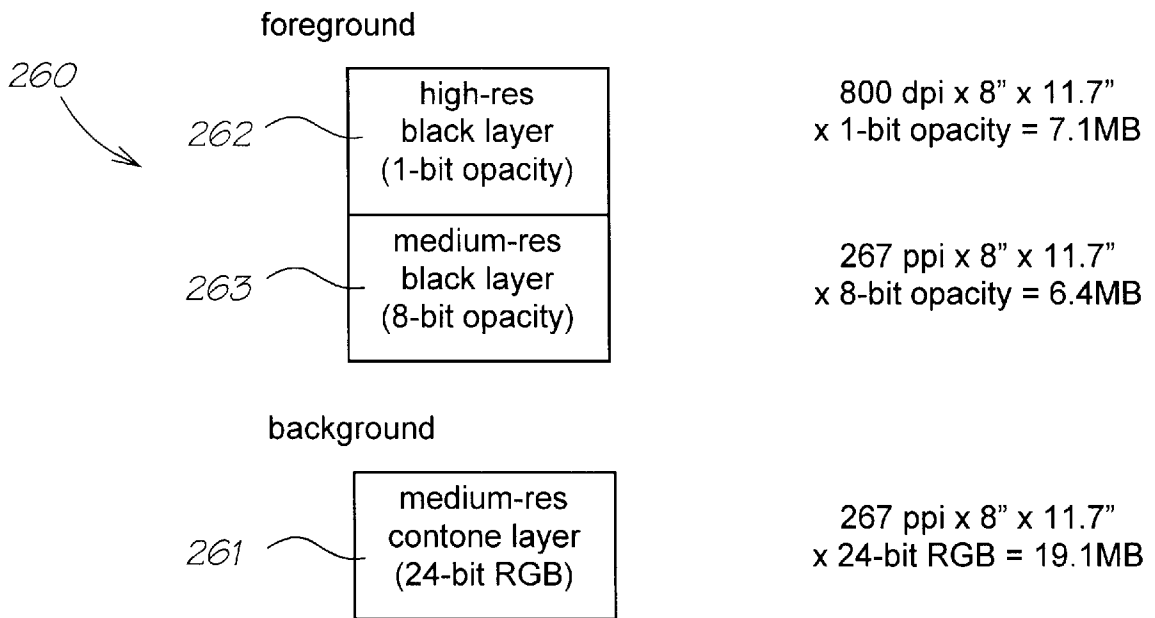 foreground
260
262
high-res
black layer
(1-bit opacity)
800 dpi x 8” x 11.7”
x 1-bit opacity = 7.1MB
263
medium-res
black layer
(8-bit opacity)
267 ppi x 8” x 11.7”
x 8-bit opacity = 6.4MB
background
261
medium-res
contone layer
(24-bit RGB)
267 ppi x 8” x 11.7”
x 24-bit RGB = 19.1MB